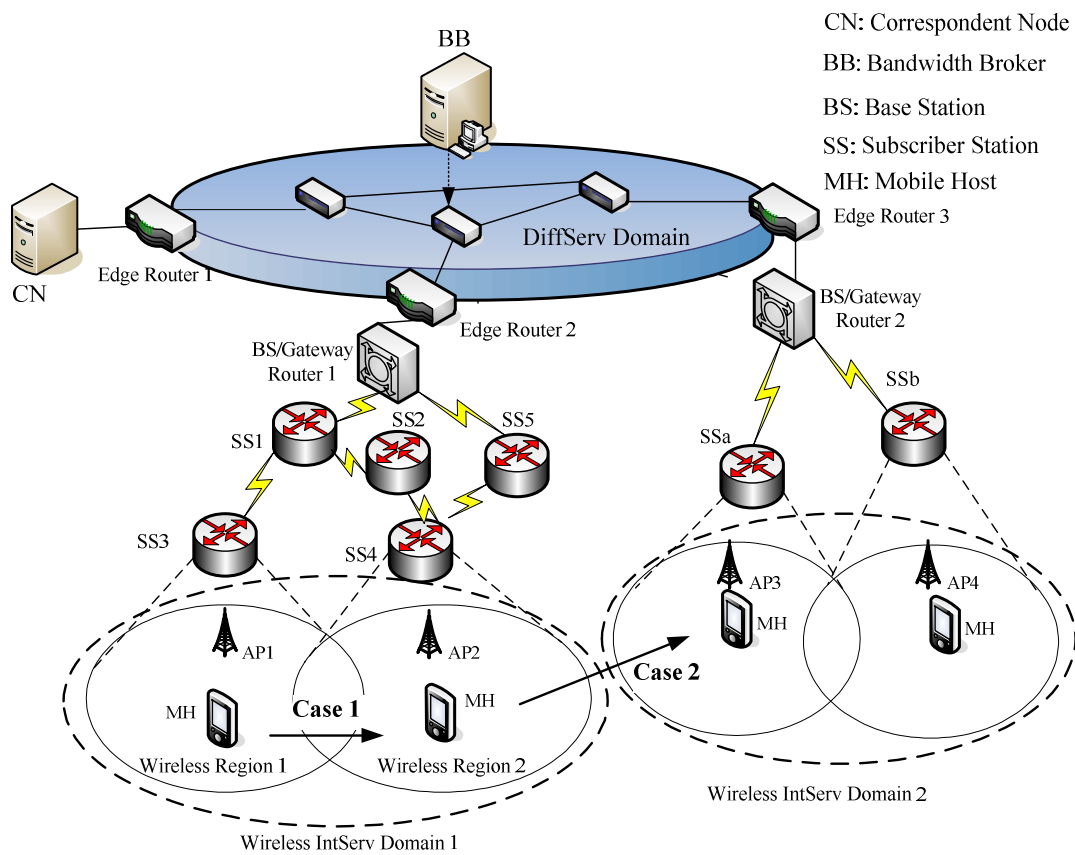 BB
CN: Correspondent Node
BB: Bandwidth Broker
BS: Base Station
SS: Subscriber Station
MH: Mobile Host
Edge Router 3
DiffServ Domain
Edge Router 1
CN
Edge Router 2
BS/Gateway
Router 1
BS/Gateway
Router 2
SS1
SS2
SS5
SSa
SSb
SS3
SS4
AP1
AP2
AP3
AP4
MH
MH
MH
MH
Case 1
Case 2
Wireless Region 1
Wireless Region 2
Wireless IntServ Domain 2
Wireless IntServ Domain 1